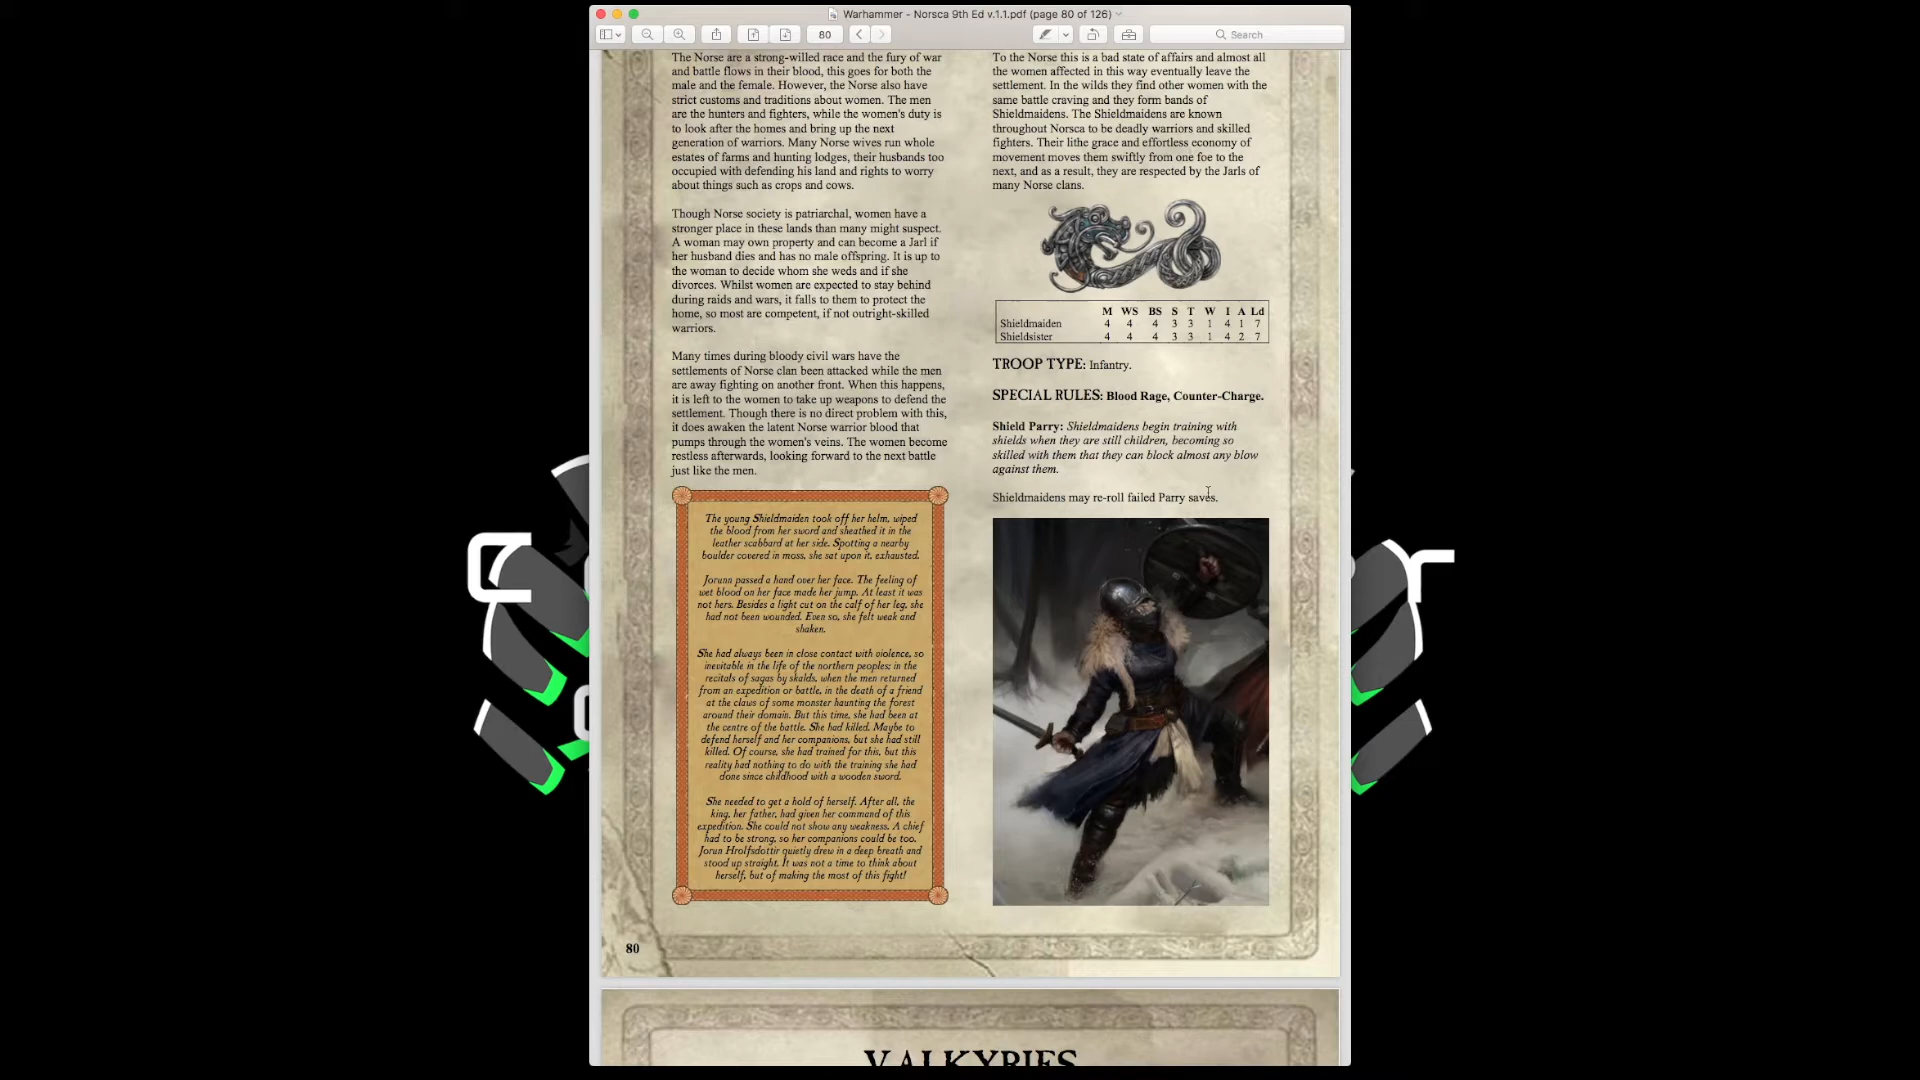 Warhammer - Norsca 9th Ed v.1.1.pdf (page 80 of 126)
80
Search
The Norse are a strong-willed race and the fury of war
and battle flows in their blood, this goes for both the
male and the female. However, the Norse also have
strict customs and traditions about women. The men
are the hunters and fighters, while the women's duty is
to look after the homes and bring up the next
generation of warriors. Many Norse wives run whole
estates of farms and hunting lodges, their husbands too
occupied with defending his land and rights to worry
about things such as crops and cows.
Though Norse society is patriarchal, women have a
stronger place in these lands than many might suspect.
A woman may own property and can become a Jarl if
her husband dies and has no male offspring. It is up to
the woman to decide whom she weds and if she
divorces. Whilst women are expected to stay behind
during raids and wars, it falls to them to protect the
home, so most are competent, if not outright-skilled
warriors.
Many times during bloody civil wars have the
settlements of Norse clan been attacked while the men
are away fighting on another front. When this happens,
it is left to the women to take up weapons to defend the
settlement. Though there is no direct problem with this,
it does awaken the latent Norse warrior blood that
pumps through the women's veins. The women become
restless afterwards, looking forward to the next battle
just like the men.
The young Shieldmaiden took off her helm, wiped
the blood from her sword and sheathed it in the
leather scabbard at her side. Spotting a nearby
boulder covered in moss, she sat upon it, exhausted.
Jorunn passed a hand over her face. The feeling of
wet blood on her face made her jump. At least it was
not hers. Besides a light cut on the calf of her leg, she
had not been wounded. Even so, she felt weak and
shaken.
She had always been in close contact with violence, so
inevitable in the life of the northern peoples; in the
recitals of sagas by skalds, when the men returned
from an expedition or battle, in the death of a friend
at the claws of some monster haunting the forest
around their domain. But this time, she had been at
the centre of the battle. She had killed. Maybe to
defend herself and her companions, but she had still
killed. Of course, she had trained for this, but this
reality had nothing to do with the training she had
done since childhood with a wooden sword.
She needed to get a hold of herself. After all, the
king, her father, had given her command of this
expedition. She could not show any weakness. A chief
had to be strong, so her companions could be too.
Jorun Hrolfsdottir quietly drew in a deep breath and
stood up straight. It was not a time to think about
herself, but of making the most of this fight!
To the Norse this is a bad state of affairs and almost all
the women affected in this way eventually leave the
settlement. In the wilds they find other women with the
same battle craving and they form bands of
Shieldmaidens. The Shieldmaidens are known
throughout Norsca to be deadly warriors and skilled
fighters. Their lithe grace and effortless economy of
movement moves them swiftly from one foe to the
next, and as a result, they are respected by the Jarls of
many Norse clans.
M WS BS S T W I A Ld
Shieldmaiden 4 4 4 3 3 1 4 1 7
Shieldsister 4 4 4 3 3 1 4 2 7
TROOP TYPE: Infantry.
SPECIAL RULES: Blood Rage, Counter-Charge.
Shield Parry: Shieldmaidens begin training with
shields when they are still children, becoming so
skilled with them that they can block almost any blow
against them.
Shieldmaidens may re-roll failed Parry saves.
80
VALKYRIES